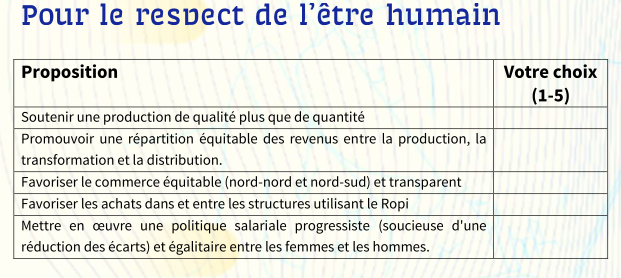 Pour le respect de l'être humain
Proposition
Votre choix
(1-5)
Soutenir une production de qualité plus que de quantité
Promouvoir une répartition équitable des revenus entre la production, la
transformation et la distribution.
Favoriser le commerce équitable (nord-nord et nord-sud) et transparent
Favoriser les achats dans et entre les structures utilisant le Ropi
Mettre en œuvre une politique salariale progressiste (soucieuse d'une
réduction des écarts) et égalitaire entre les femmes et les hommes.